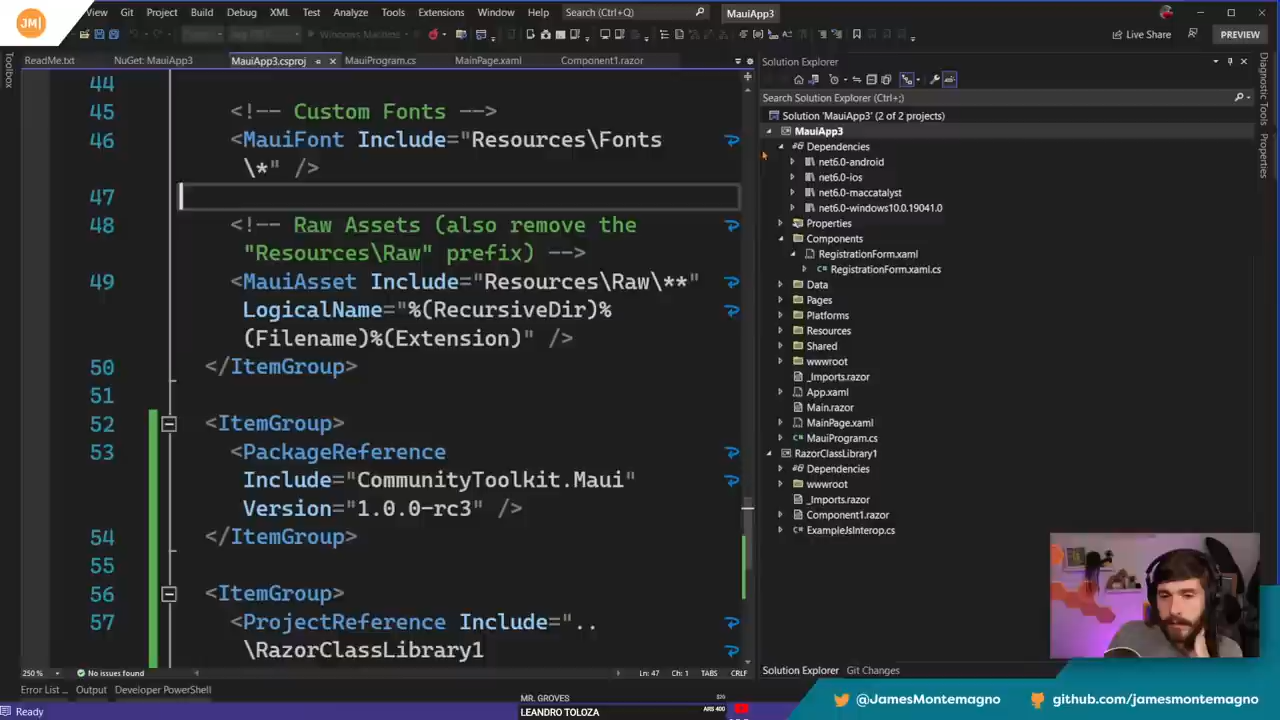 JM|
View
Git
Project
Build
Debug
XML
Test
Analyze
Tools
Extensions
Window
Help
Search (Ctrl+Q)
MauiApp3
Windows Machine
Live Share
PREVIEW
Toolbox
ReadMe.txt
NuGet: MauiApp3
MauiApp3.csproj
MauiProgram.cs
MainPage.xaml
Component1.razor
44
45 <!-- Custom Fonts -->
46 <MauiFont Include="Resources\Fonts
\*" />
47
48 <!-- Raw Assets (also remove the
"Resources\Raw" prefix) -->
49 <MauiAsset Include="Resources\Raw\**"
LogicalName="%(RecursiveDir)%
(Filename)%(Extension)" />
50 </ItemGroup>
51
52 <ItemGroup>
53 <PackageReference
Include="CommunityToolkit.Maui"
Version="1.0.0-rc3" />
54 </ItemGroup>
55
56 <ItemGroup>
57 <ProjectReference Include="..
\RazorClassLibrary1
250 %
No issues found
Ln: 47
Ch: 1
TABS
CRLF
Error List ...
Output
Developer PowerShell
Ready
Solution Explorer
Search Solution Explorer (Ctrl+;)
Solution 'MauiApp3' (2 of 2 projects)
MauiApp3
Dependencies
net6.0-android
net6.0-ios
net6.0-maccatalyst
net6.0-windows10.0.19041.0
Properties
Components
RegistrationForm.xaml
RegistrationForm.xaml.cs
Data
Pages
Platforms
Resources
Shared
wwwroot
_Imports.razor
App.xaml
Main.razor
MainPage.xaml
MauiProgram.cs
RazorClassLibrary1
Dependencies
wwwroot
_Imports.razor
Component1.razor
ExampleJsInterop.cs
Solution Explorer
Git Changes
Diagnostic Tools
Properties
MR. GROVES
$20
LEANDRO TOLOZA
ARS 400
@JamesMontemagno
github.com/jamesmontemagno